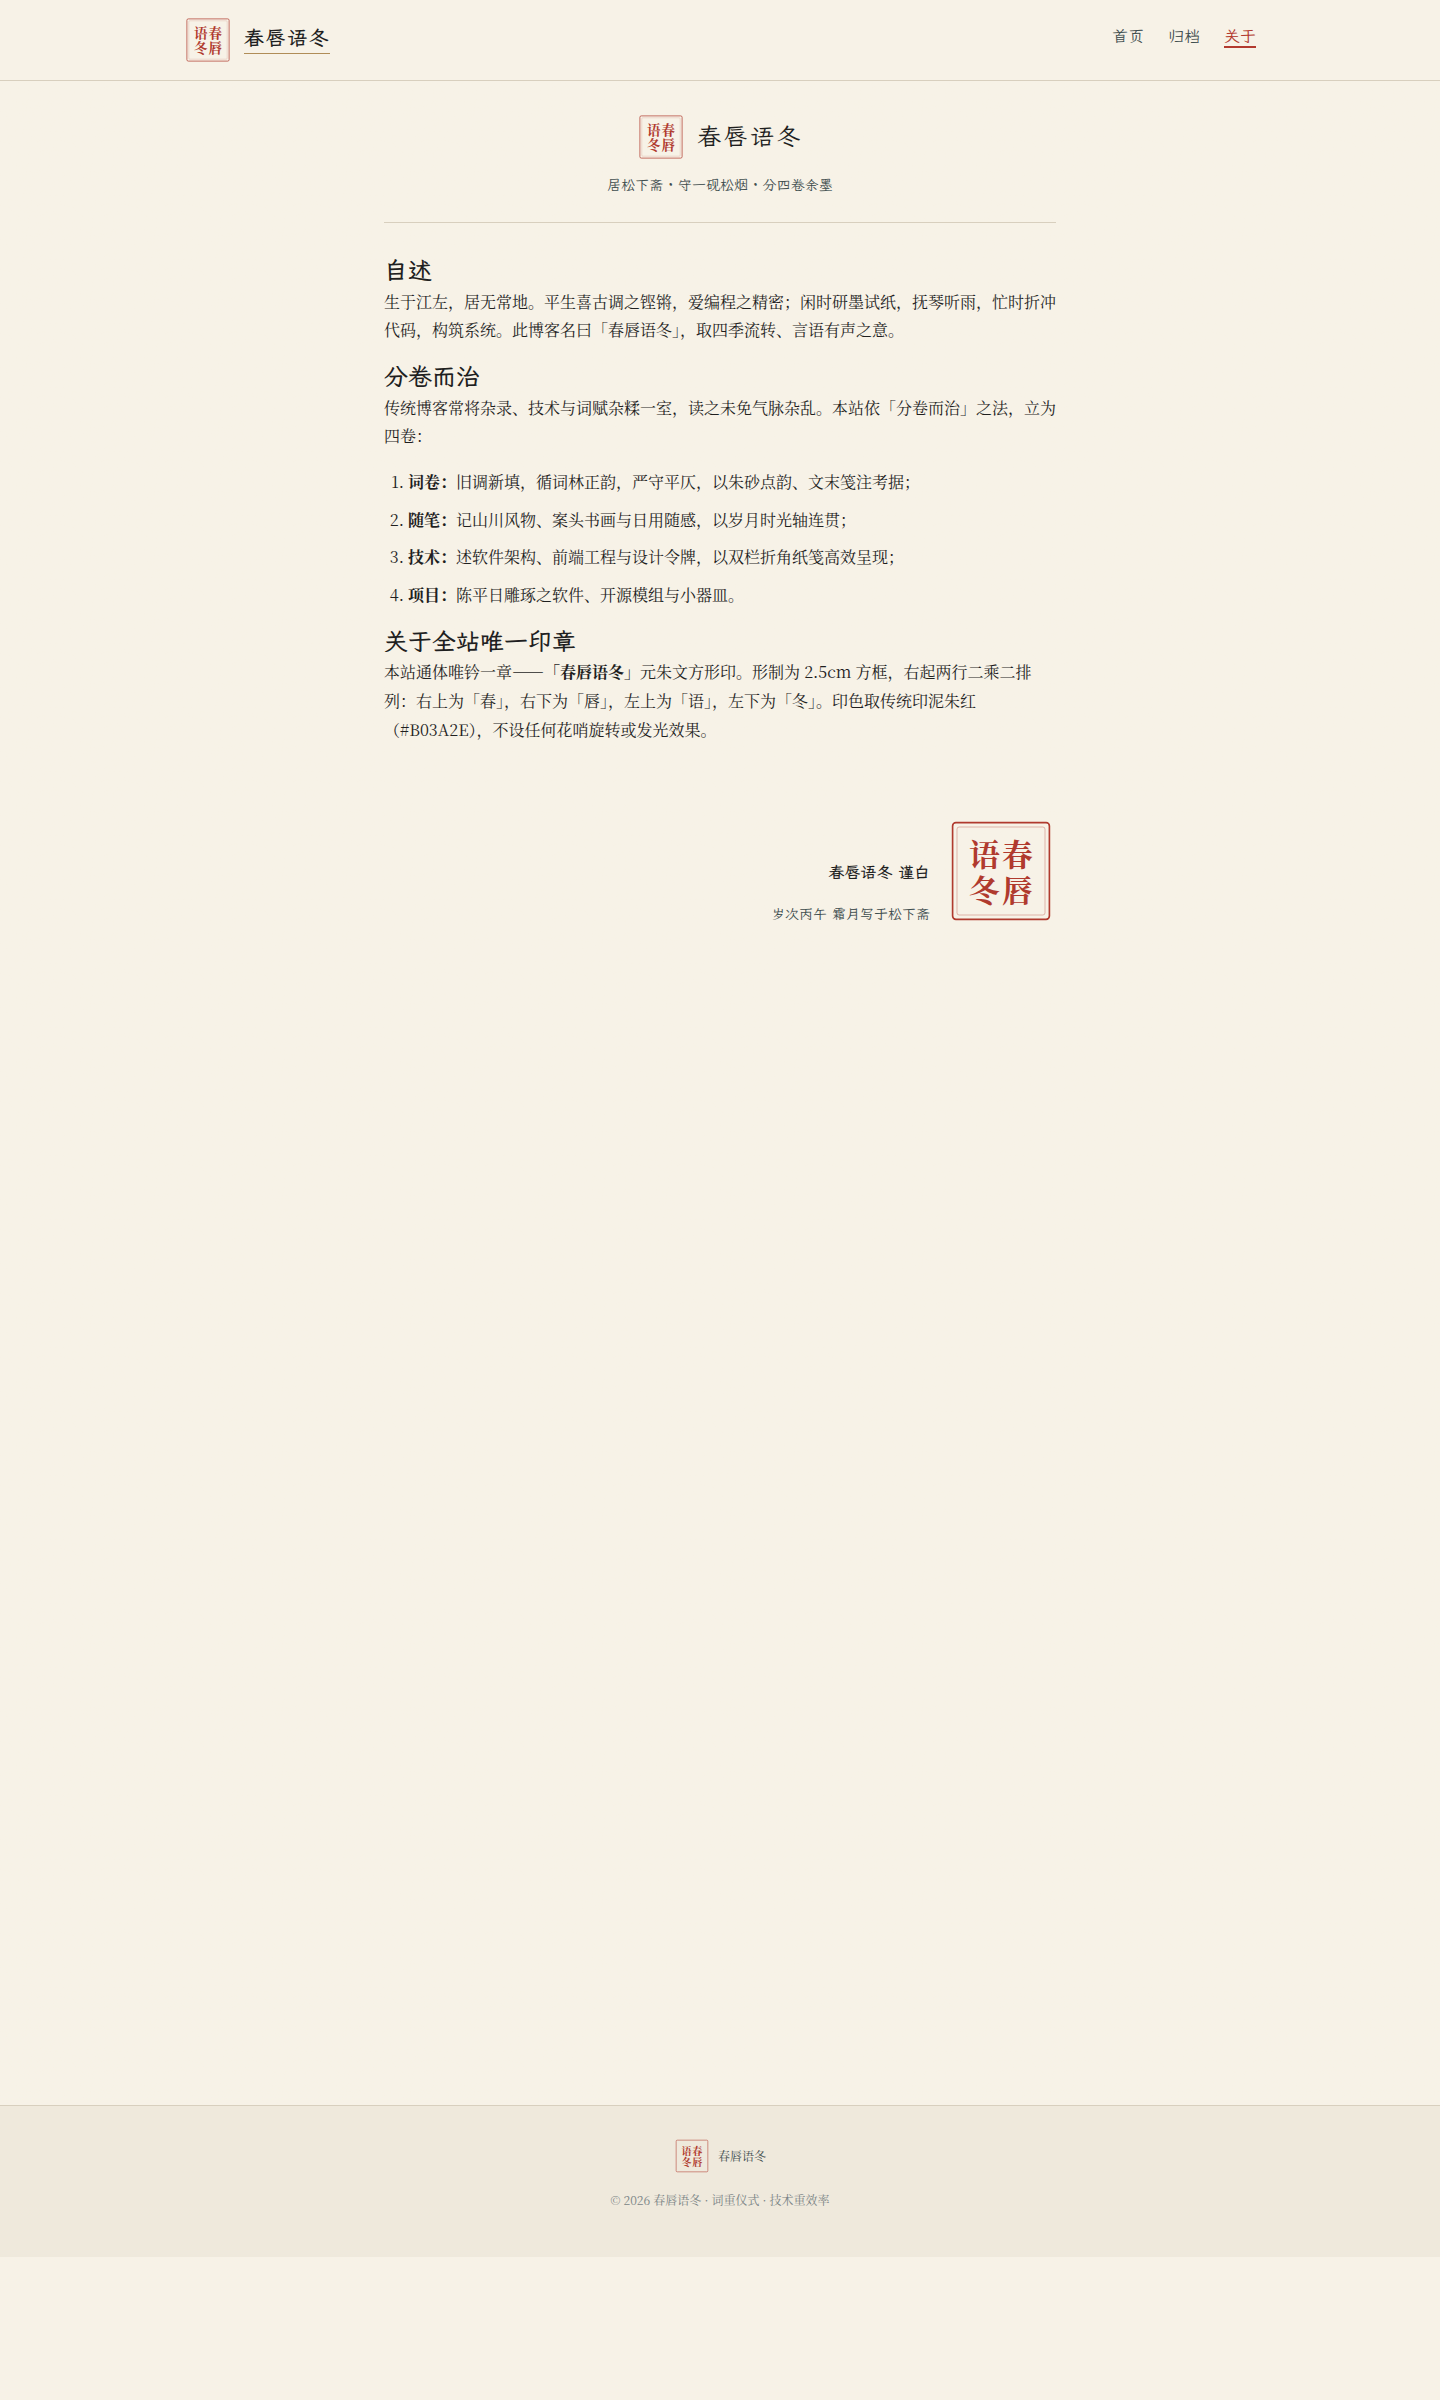 语春
冬唇
春唇语冬
首页 归档 关于
语春
冬唇
春唇语冬
居松下斋・守一砚松烟・分四卷余墨
自述
生于江左，居无常地。平生喜古调之铿锵，爱编程之精密；闲时研墨试纸，抚琴听雨，忙时折冲
代码，构筑系统。此博客名曰「春唇语冬」，取四季流转、言语有声之意。
分卷而治
传统博客常将杂录、技术与词赋杂糅一室，读之未免气脉杂乱。本站依「分卷而治」之法，立为
四卷：
1. 词卷：旧调新填，循词林正韵，严守平仄，以朱砂点韵、文末笺注考据；
2. 随笔：记山川风物、案头书画与日用随感，以岁月时光轴连贯；
3. 技术：述软件架构、前端工程与设计令牌，以双栏折角纸笺高效呈现；
4. 项目：陈平日雕琢之软件、开源模组与小器皿。
关于全站唯一印章
本站通体唯钤一章——「春唇语冬」元朱文方形印。形制为 2.5cm 方框，右起两行二乘二排
列：右上为「春」，右下为「唇」，左上为「语」，左下为「冬」。印色取传统印泥朱红
（#B03A2E），不设任何花哨旋转或发光效果。
春唇语冬 谨白
岁次丙午 霜月写于松下斋
语春
冬唇
语春
冬唇
春唇语冬
© 2026 春唇语冬 · 词重仪式 · 技术重效率